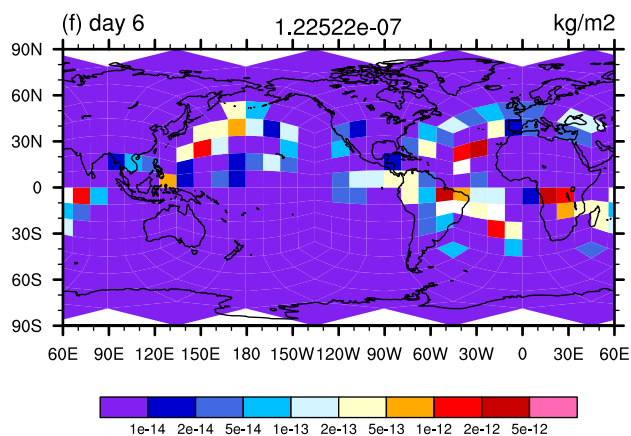 (f) day 6 1.22522e-07 kg/m2
90N
60N
30N
0
30S
60S
90S
60E 90E 120E 150E 180 150W 120W 90W 60W 30W 0 30E 60E
1e-14 2e-14 5e-14 1e-13 2e-13 5e-13 1e-12 2e-12 5e-12